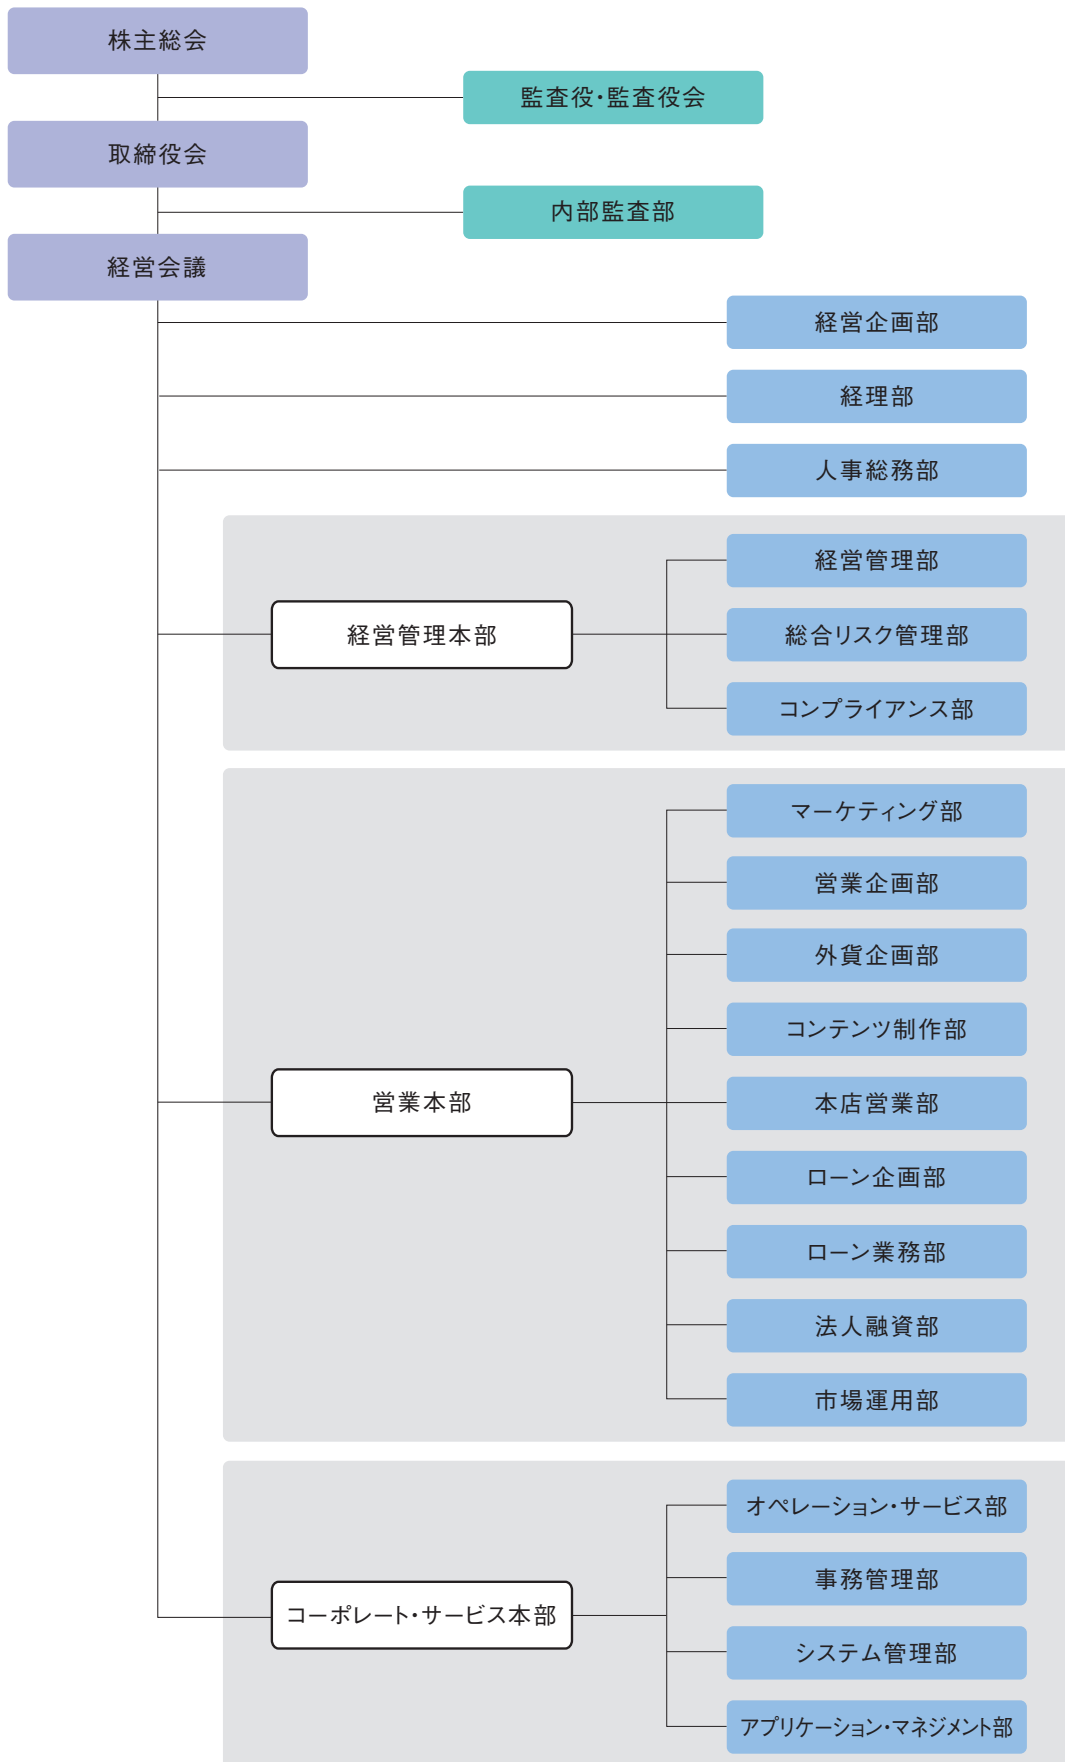 株主総会
監査役・監査役会
取締役会
内部監査部
経営会議
経営企画部
経理部
人事総務部
経営管理本部
経営管理部
総合リスク管理部
コンプライアンス部
営業本部
マーケティング部
営業企画部
外貨企画部
コンテンツ制作部
本店営業部
ローン企画部
ローン業務部
法人融資部
市場運用部
コーポレート・サービス本部
オペレーション・サービス部
事務管理部
システム管理部
アプリケーション・マネジメント部